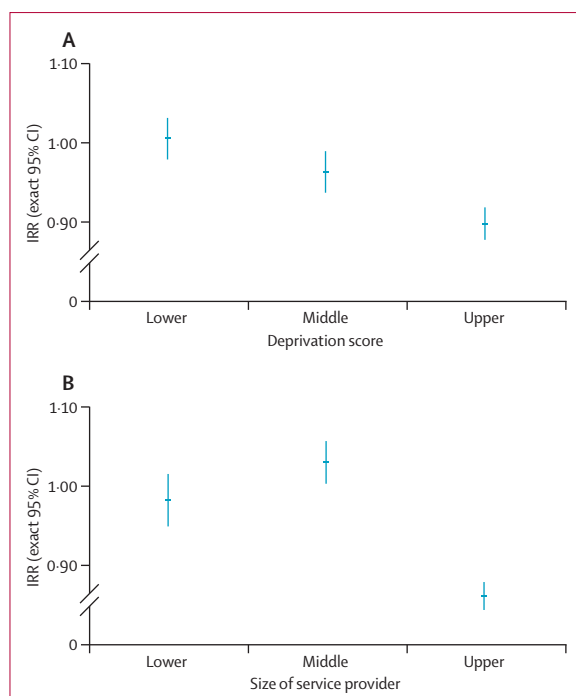 A
1·10
1·00
0·90
0
IRR (exact 95% CI)
Lower Middle Upper
Deprivation score
B
1·10
1·00
0·90
0
IRR (exact 95% CI)
Lower Middle Upper
Size of service provider